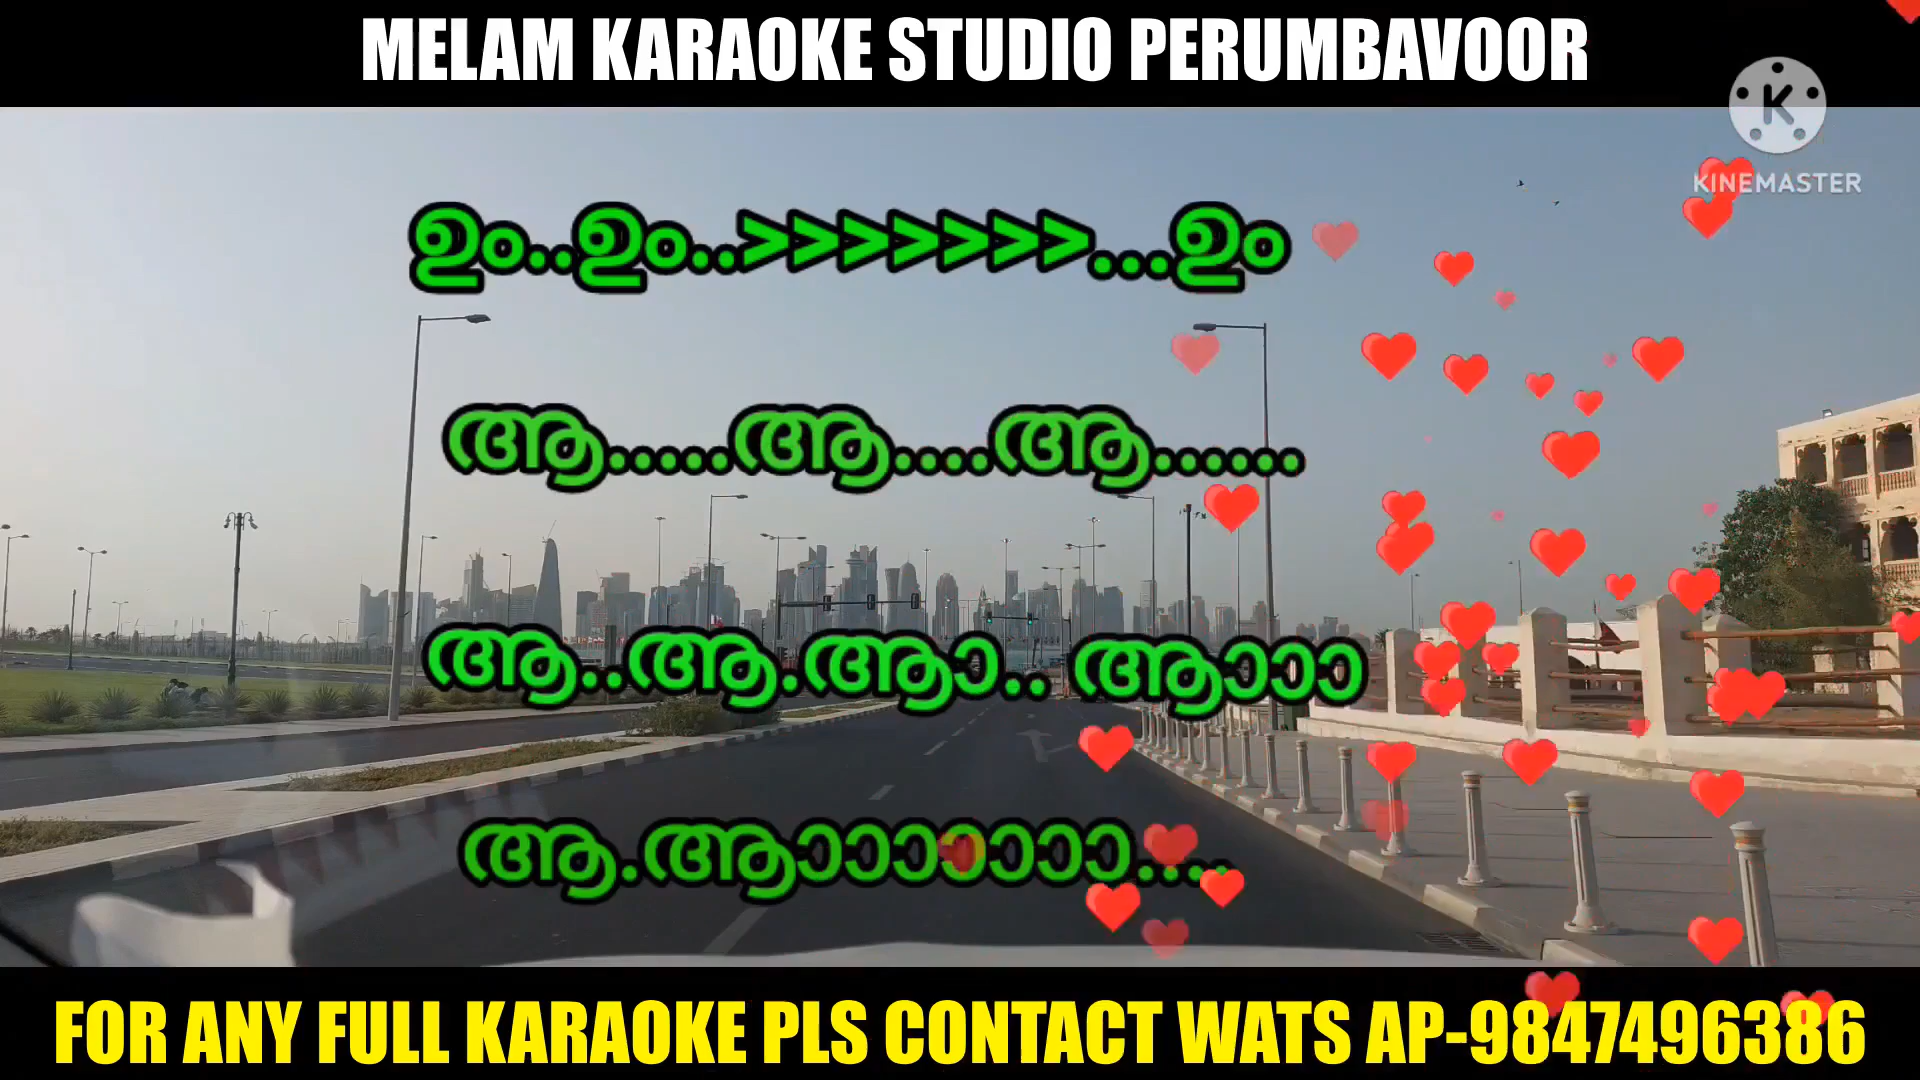 MELAM KARAOKE STUDIO PERUMBAVOOR
K
KINEMASTER
ഉം..ഉം..>>>>>>>...ഉം
ആ.....ആ....ആ......
ആ..ആ.ആാ.. ആാാാ
ആ.ആാാാാാാാ....
FOR ANY FULL KARAOKE PLS CONTACT WATS AP-9847496386